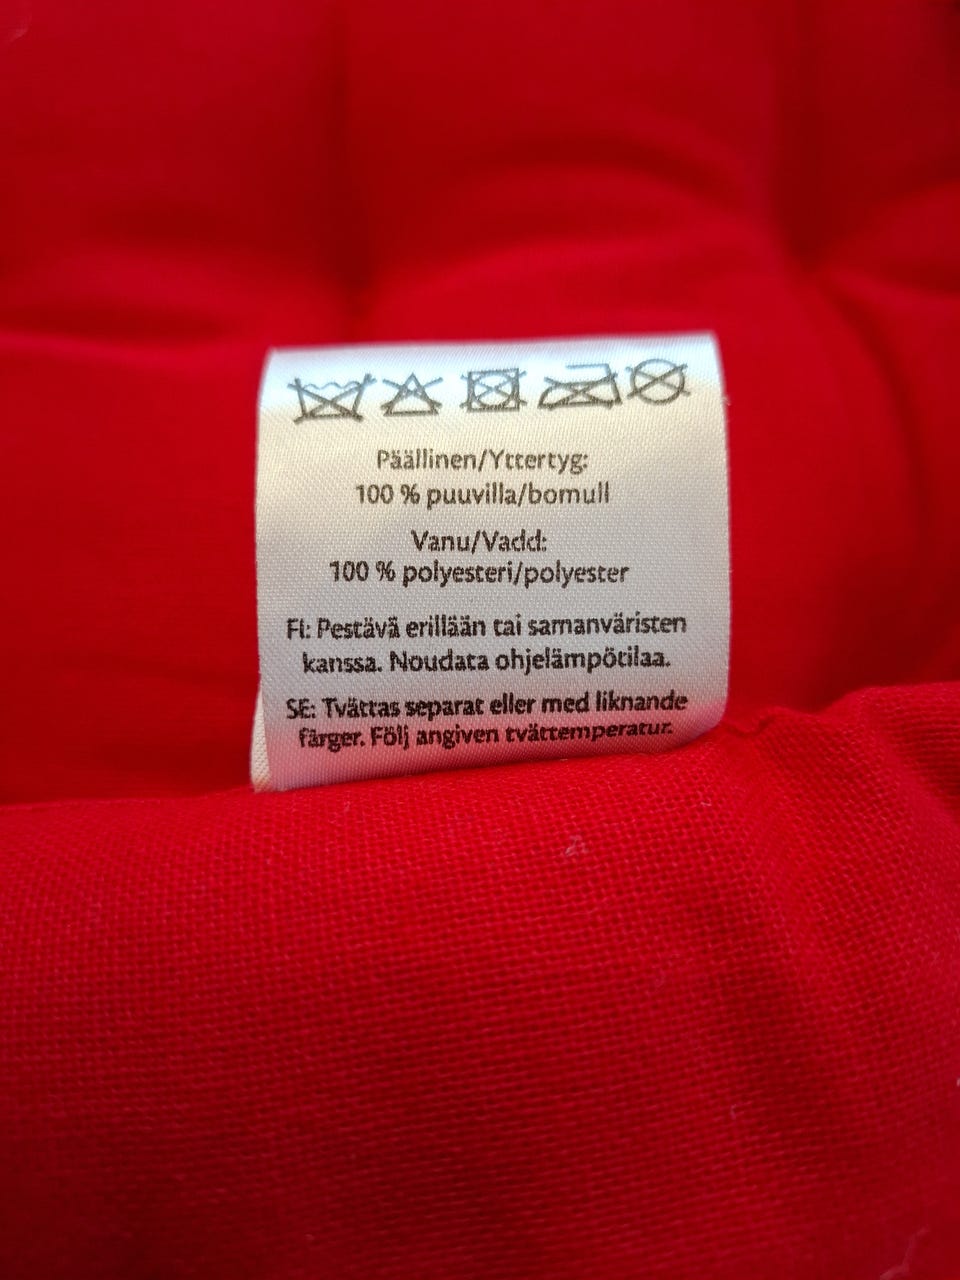 Päällinen/Yttertyg:
100 % puuvilla/bomull
Vanu/Vadd:
100 % polyesteri/polyester
FI: Pestävä erillään tai samanväristen
kanssa. Noudata ohjelämpötilaa.
SE: Tvättas separat eller med liknande
färger. Följ angiven tvättemperatur.